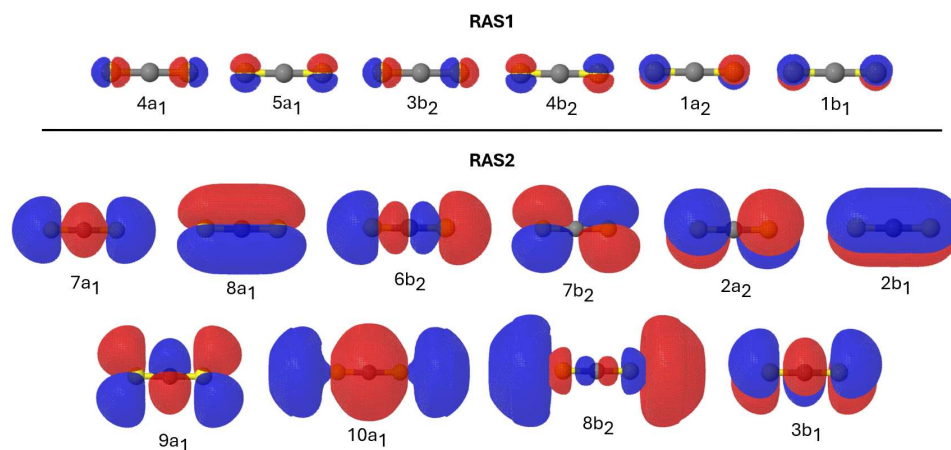 RAS1
4a₁ 5a₁ 3b₂ 4b₂ 1a₂ 1b₁
RAS2
7a₁ 8a₁ 6b₂ 7b₂ 2a₂ 2b₁
9a₁ 10a₁ 8b₂ 3b₁